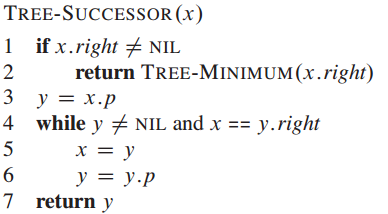 TREE-SUCCESSOR(x)
1 if x.right ≠ NIL
2 return TREE-MINIMUM(x.right)
3 y = x.p
4 while y ≠ NIL and x == y.right
5 x = y
6 y = y.p
7 return y